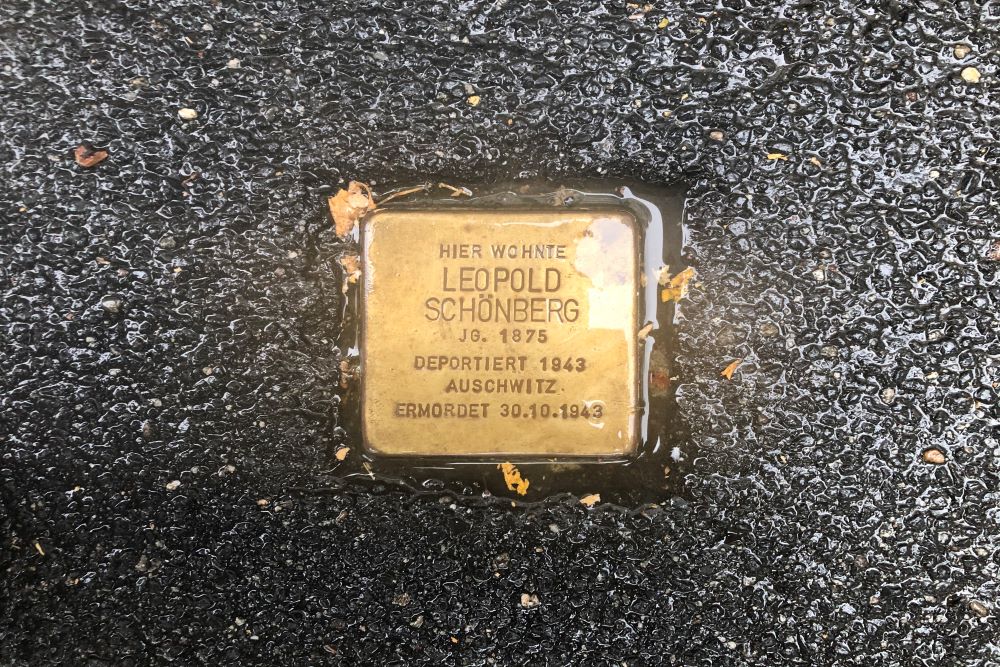 HIER WOHNTE
LEOPOLD
SCHÖNBERG
JG. 1875
DEPORTIERT 1943
AUSCHWITZ
ERMORDET 30.10.1943